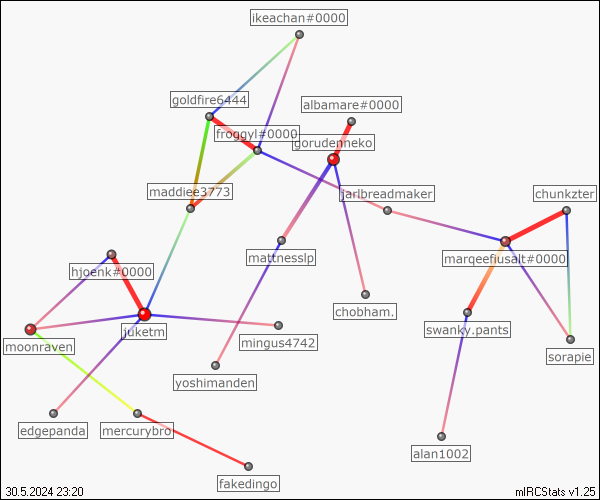 ikeachan#0000
goldfire6444
albamare#0000
froggyl#0000
gorudenneko
maddiee3773
jarlbreadmaker
chunkzter
hjoenk#0000
mattnesslp
marqeefiusalt#0000
chobham.
juketm
swanky.pants
moonraven
mingus4742
sorapie
yoshimanden
edgepanda
mercurybro
alan1002
fakedingo
30.5.2024 23:20
mIRCStats v1.25